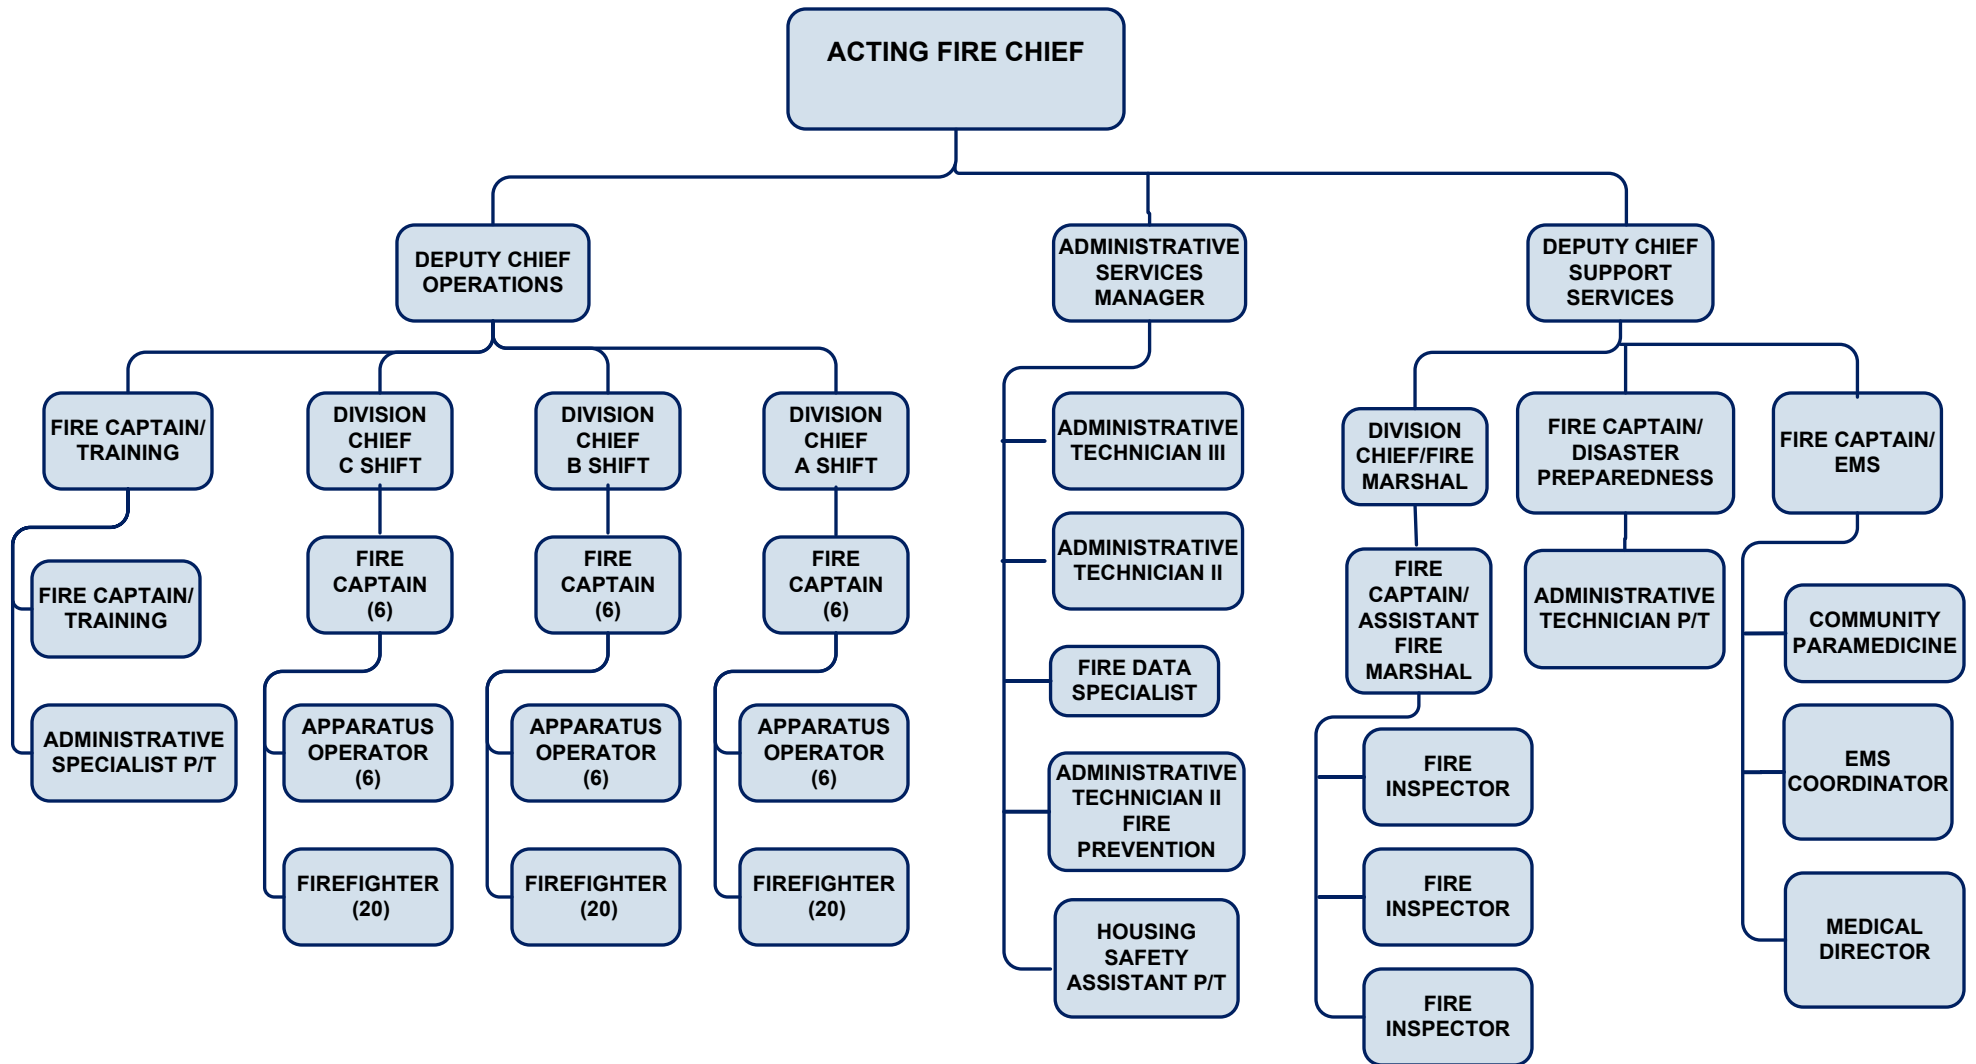 ACTING FIRE CHIEF
DEPUTY CHIEF
OPERATIONS
ADMINISTRATIVE
SERVICES
MANAGER
DEPUTY CHIEF
SUPPORT
SERVICES
FIRE CAPTAIN/
TRAINING
DIVISION
CHIEF
C SHIFT
DIVISION
CHIEF
B SHIFT
DIVISION
CHIEF
A SHIFT
ADMINISTRATIVE
TECHNICIAN III
DIVISION
CHIEF/FIRE
MARSHAL
FIRE CAPTAIN/
DISASTER
PREPAREDNESS
FIRE CAPTAIN/
EMS
FIRE CAPTAIN/
TRAINING
FIRE
CAPTAIN
(6)
FIRE
CAPTAIN
(6)
FIRE
CAPTAIN
(6)
ADMINISTRATIVE
TECHNICIAN II
FIRE
CAPTAIN/
ASSISTANT
FIRE
MARSHAL
ADMINISTRATIVE
TECHNICIAN P/T
COMMUNITY
PARAMEDICINE
ADMINISTRATIVE
SPECIALIST P/T
APPARATUS
OPERATOR
(6)
APPARATUS
OPERATOR
(6)
APPARATUS
OPERATOR
(6)
FIRE DATA
SPECIALIST
FIRE
INSPECTOR
EMS
COORDINATOR
ADMINISTRATIVE
TECHNICIAN II
FIRE
PREVENTION
FIREFIGHTER
(20)
FIREFIGHTER
(20)
FIREFIGHTER
(20)
FIRE
INSPECTOR
MEDICAL
DIRECTOR
HOUSING
SAFETY
ASSISTANT P/T
FIRE
INSPECTOR